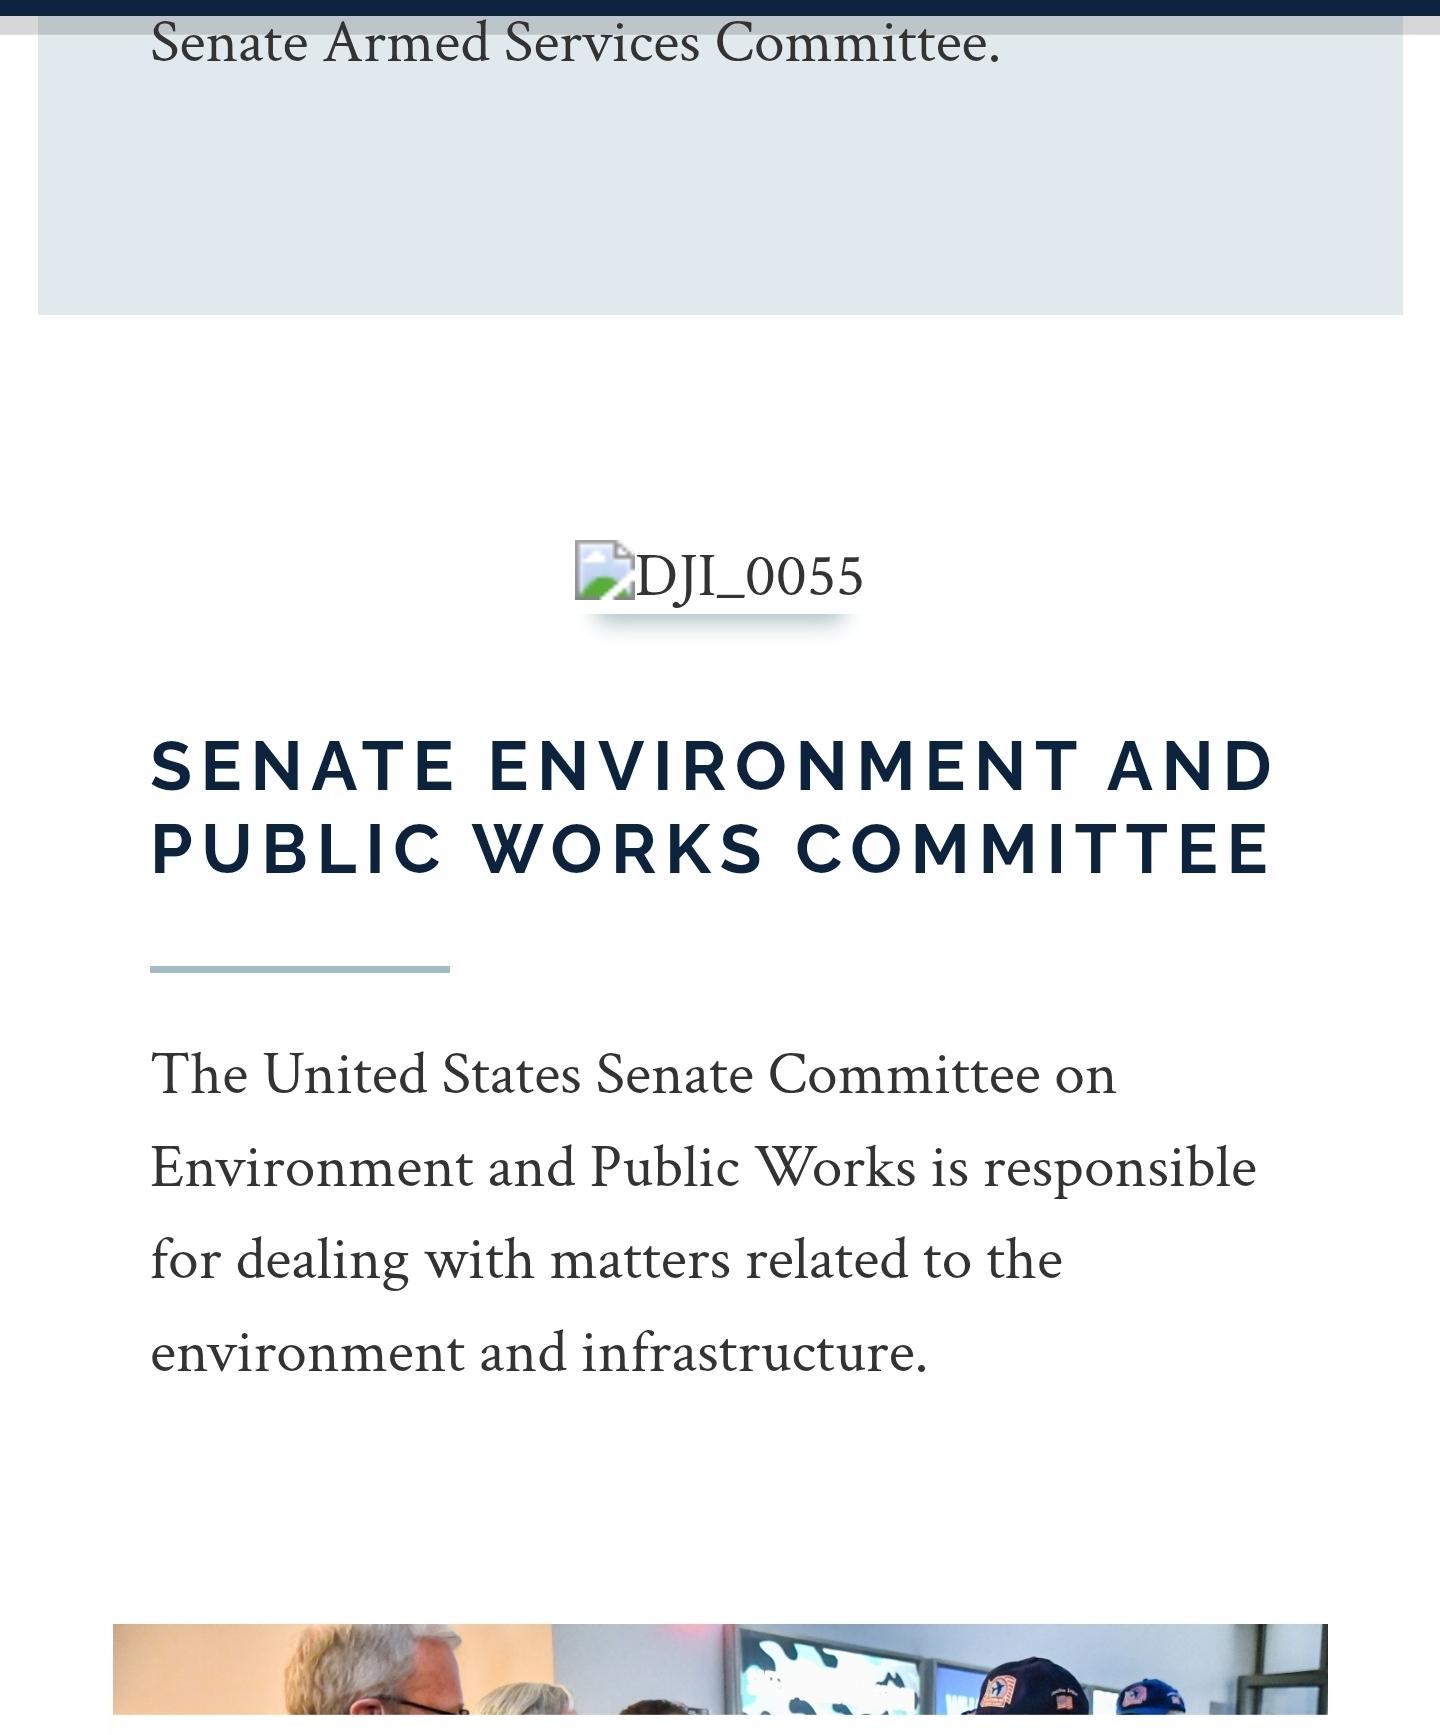 Senate Armed Services Committee.
DJI_0055
SENATE ENVIRONMENT AND
PUBLIC WORKS COMMITTEE
The United States Senate Committee on
Environment and Public Works is responsible
for dealing with matters related to the
environment and infrastructure.